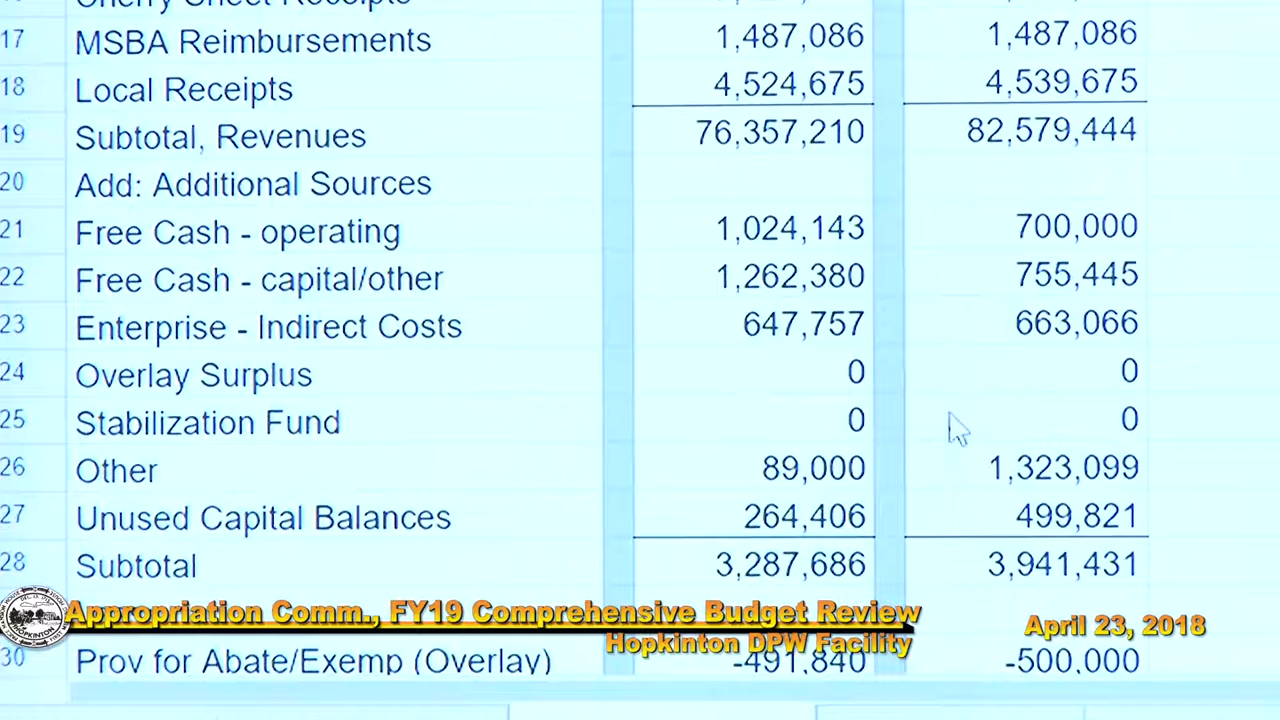 17 MSBA Reimbursements 1,487,086 1,487,086
18 Local Receipts 4,524,675 4,539,675
19 Subtotal, Revenues 76,357,210 82,579,444
20 Add: Additional Sources
21 Free Cash - operating 1,024,143 700,000
22 Free Cash - capital/other 1,262,380 755,445
23 Enterprise - Indirect Costs 647,757 663,066
24 Overlay Surplus 0 0
25 Stabilization Fund 0 0
26 Other 89,000 1,323,099
27 Unused Capital Balances 264,406 499,821
28 Subtotal 3,287,686 3,941,431
Appropriation Comm., FY19 Comprehensive Budget Review
Hopkinton DPW Facility
April 23, 2018
30 Prov for Abate/Exemp (Overlay) -491,840 -500,000